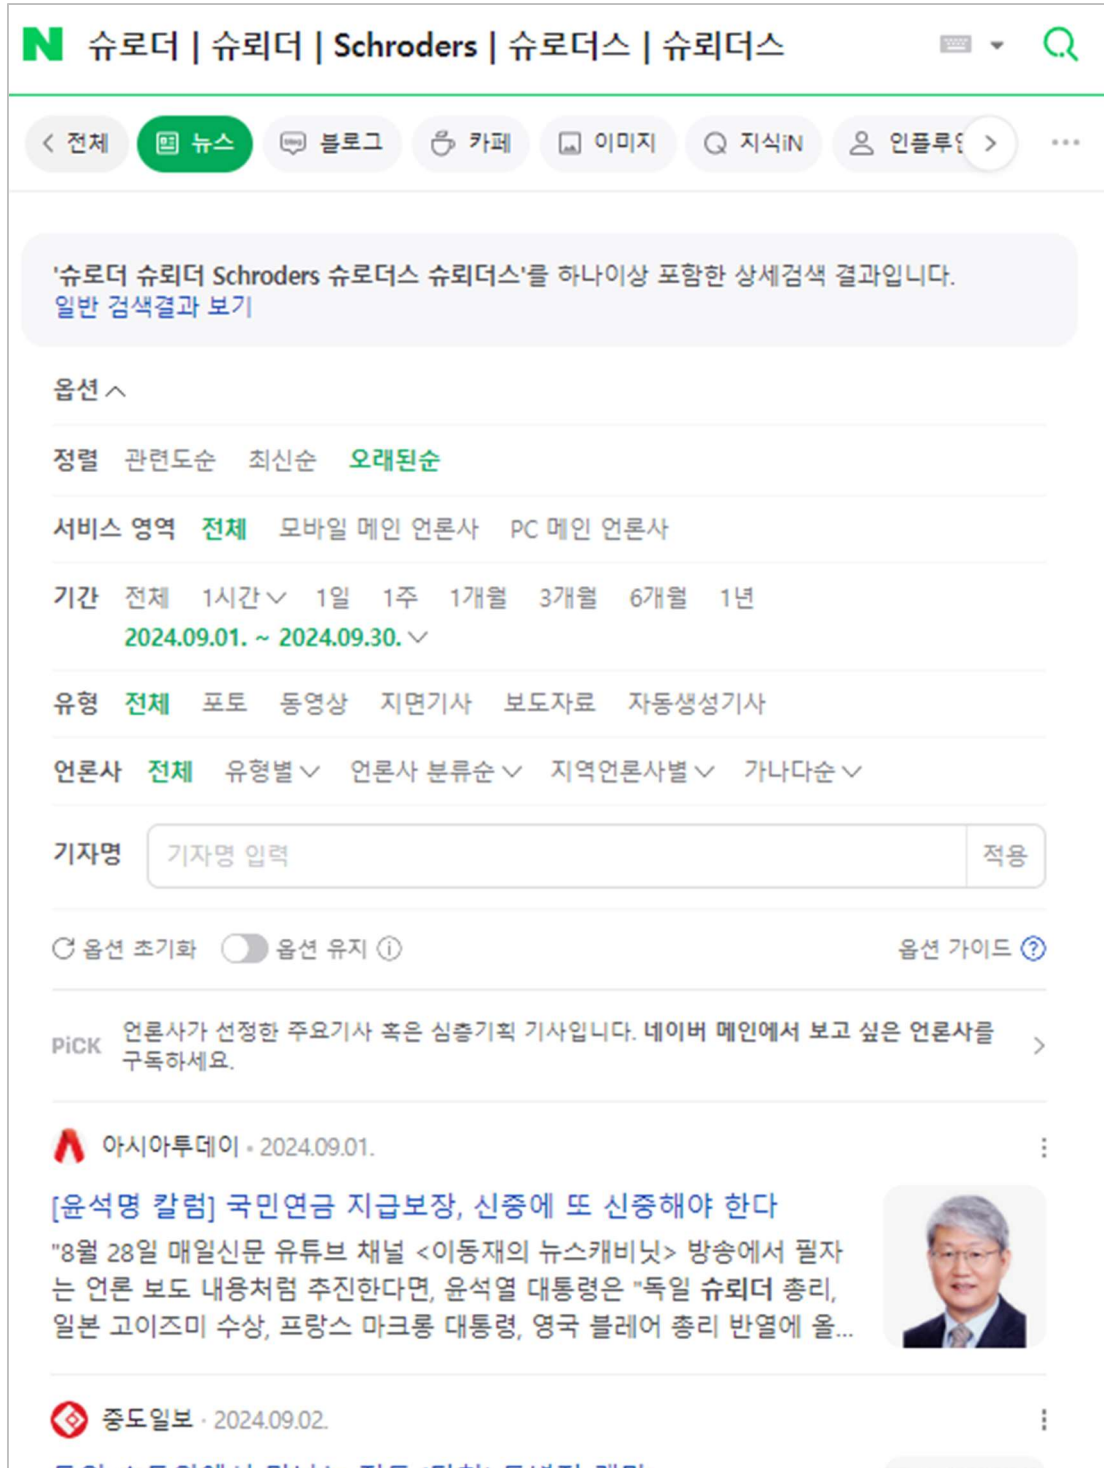 N 슈로더 | 슈뢰더 | Schroders | 슈로더스 | 슈뢰더스
전체 뉴스 블로그 카페 이미지 지식iN
'슈로더 슈뢰더 Schroders 슈로더스 슈뢰더스'를 하나이상 포함한 상세검색 결과입니다.
일반 검색결과 보기
옵션
정렬 관련도순 최신순 오래된순
서비스 영역 전체 모바일 메인 언론사 PC 메인 언론사
기간 전체 1시간 1일 1주 1개월 3개월 6개월 1년
2024.09.01. ~ 2024.09.30.
유형 전체 포토 동영상 지면기사 보도자료 자동생성기사
언론사 전체 유형별 언론사 분류순 지역언론사별 가나다순
기자명 기자명 입력 적용
옵션 초기화 옵션 유지 옵션 가이드
PiCK 언론사가 선정한 주요기사 혹은 심층기획 기사입니다. 네이버 메인에서 보고 싶은 언론사를
구독하세요.
아시아투데이 · 2024.09.01.
[윤석명 칼럼] 국민연금 지급보장, 신중에 또 신중해야 한다
"8월 28일 매일신문 유튜브 채널 <이동재의 뉴스캐비닛> 방송에서 필자
는 언론 보도 내용처럼 추진한다면, 윤석열 대통령은 "독일 슈뢰더 총리,
일본 고이즈미 수상, 프랑스 마크롱 대통령, 영국 블레어 총리 반열에 올...
중도일보 · 2024.09.02.